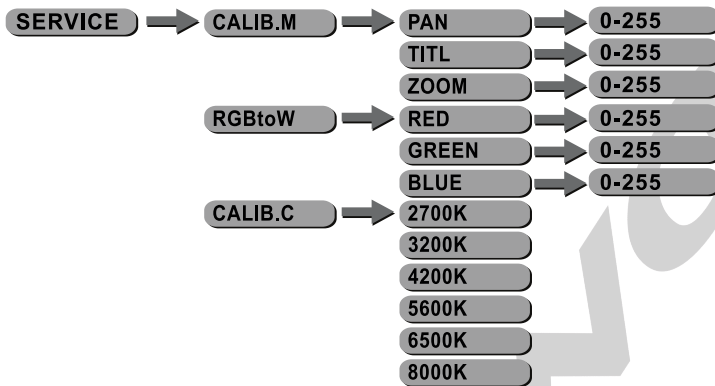 SERVICE CALIB.M PAN 0-255
TITL 0-255
ZOOM 0-255
RGBtoW RED 0-255
GREEN 0-255
BLUE 0-255
CALIB.C 2700K
3200K
4200K
5600K
6500K
8000K